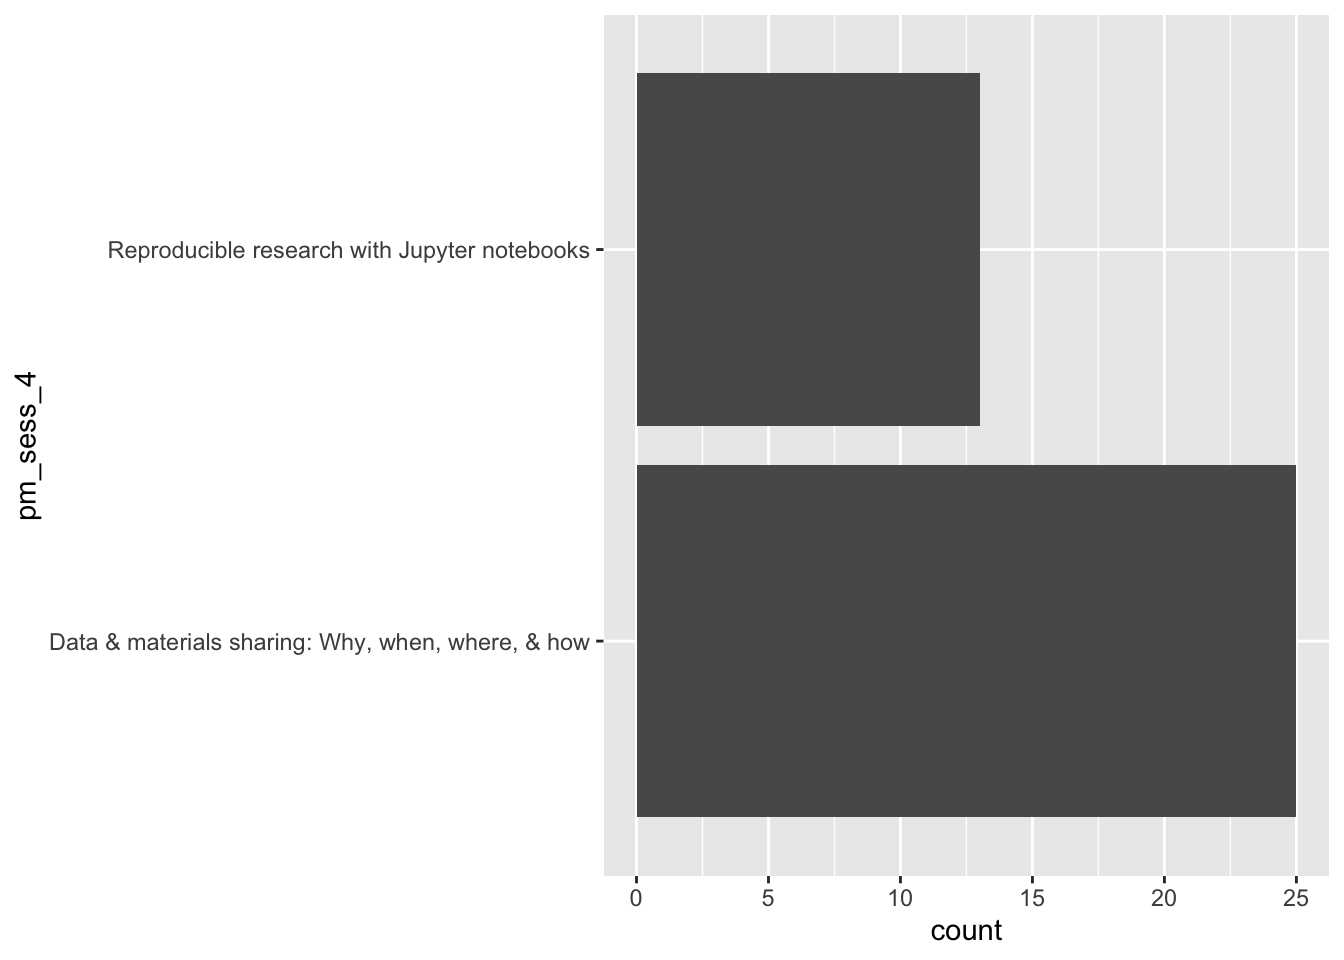 Reproducible research with Jupyter notebooks
pm_sess_4
Data & materials sharing: Why, when, where, & how
0 5 10 15 20 25
count